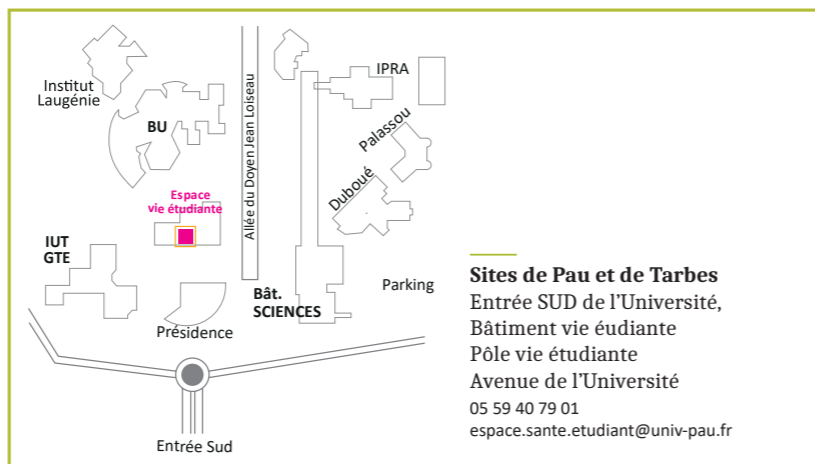 Institut
Laugénie
BU
Allée du Doyen Jean Loiseau
IPRA
Palassou
Duboué
Espace
vie étudiante
IUT
GTE
Bât.
SCIENCES
Parking
Présidence
Entrée Sud
Sites de Pau et de Tarbes
Entrée SUD de l’Université,
Bâtiment vie éudiante
Pôle vie étudiante
Avenue de l’Université
05 59 40 79 01
espace.sante.etudiant@univ-pau.fr